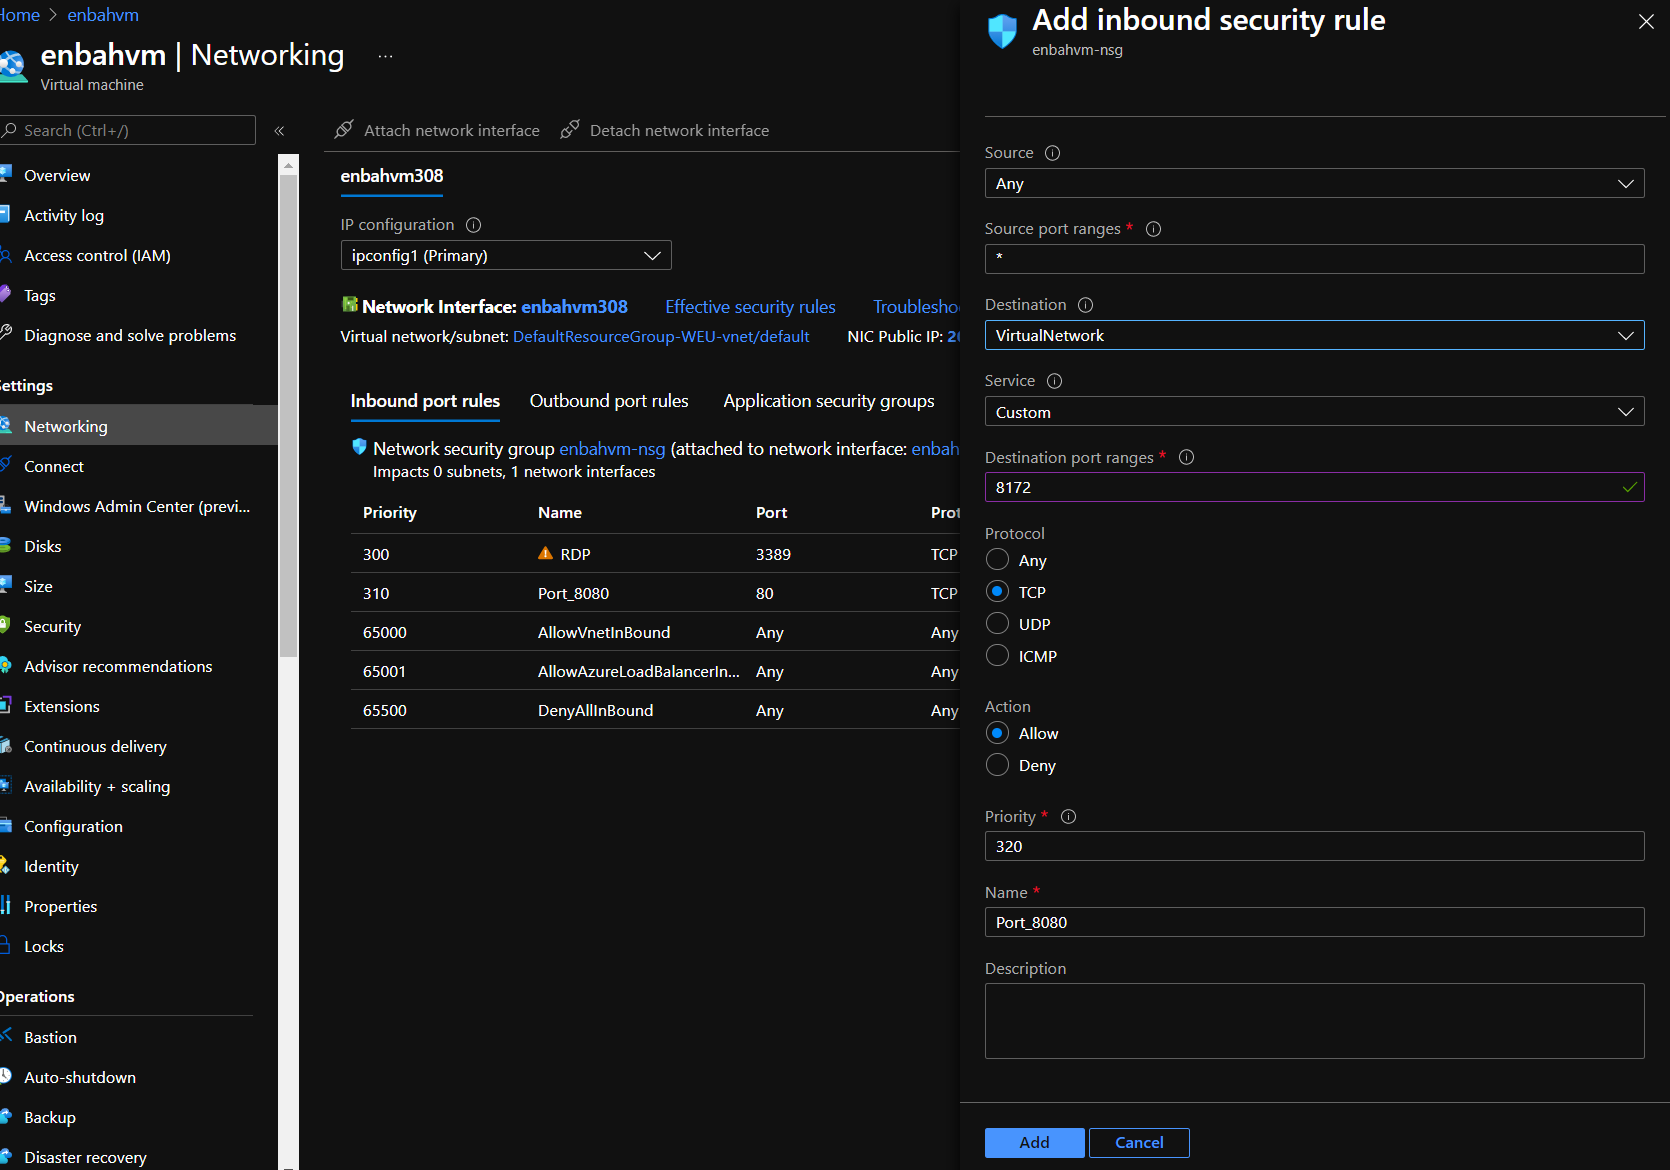 Home > enbahvm
enbahvm | Networking ...
Virtual machine
Search (Ctrl+/)
«
Overview
Activity log
Access control (IAM)
Tags
Diagnose and solve problems
Settings
Networking
Connect
Windows Admin Center (previ...
Disks
Size
Security
Advisor recommendations
Extensions
Continuous delivery
Availability + scaling
Configuration
Identity
Properties
Locks
Operations
Bastion
Auto-shutdown
Backup
Disaster recovery
Attach network interface Detach network interface
enbahvm308
IP configuration
ipconfig1 (Primary)
Network Interface: enbahvm308 Effective security rules Troublesho
Virtual network/subnet: DefaultResourceGroup-WEU-vnet/default NIC Public IP: 20
Inbound port rules Outbound port rules Application security groups
Network security group enbahvm-nsg (attached to network interface: enbah
Impacts 0 subnets, 1 network interfaces
Priority Name Port Prot
300 RDP 3389 TCP
310 Port_8080 80 TCP
65000 AllowVnetInBound Any Any
65001 AllowAzureLoadBalancerIn... Any Any
65500 DenyAllInBound Any Any
Add inbound security rule
enbahvm-nsg
Source
Any
Source port ranges *
*
Destination
VirtualNetwork
Service
Custom
Destination port ranges *
8172
Protocol
Any
TCP
UDP
ICMP
Action
Allow
Deny
Priority *
320
Name *
Port_8080
Description
Add Cancel